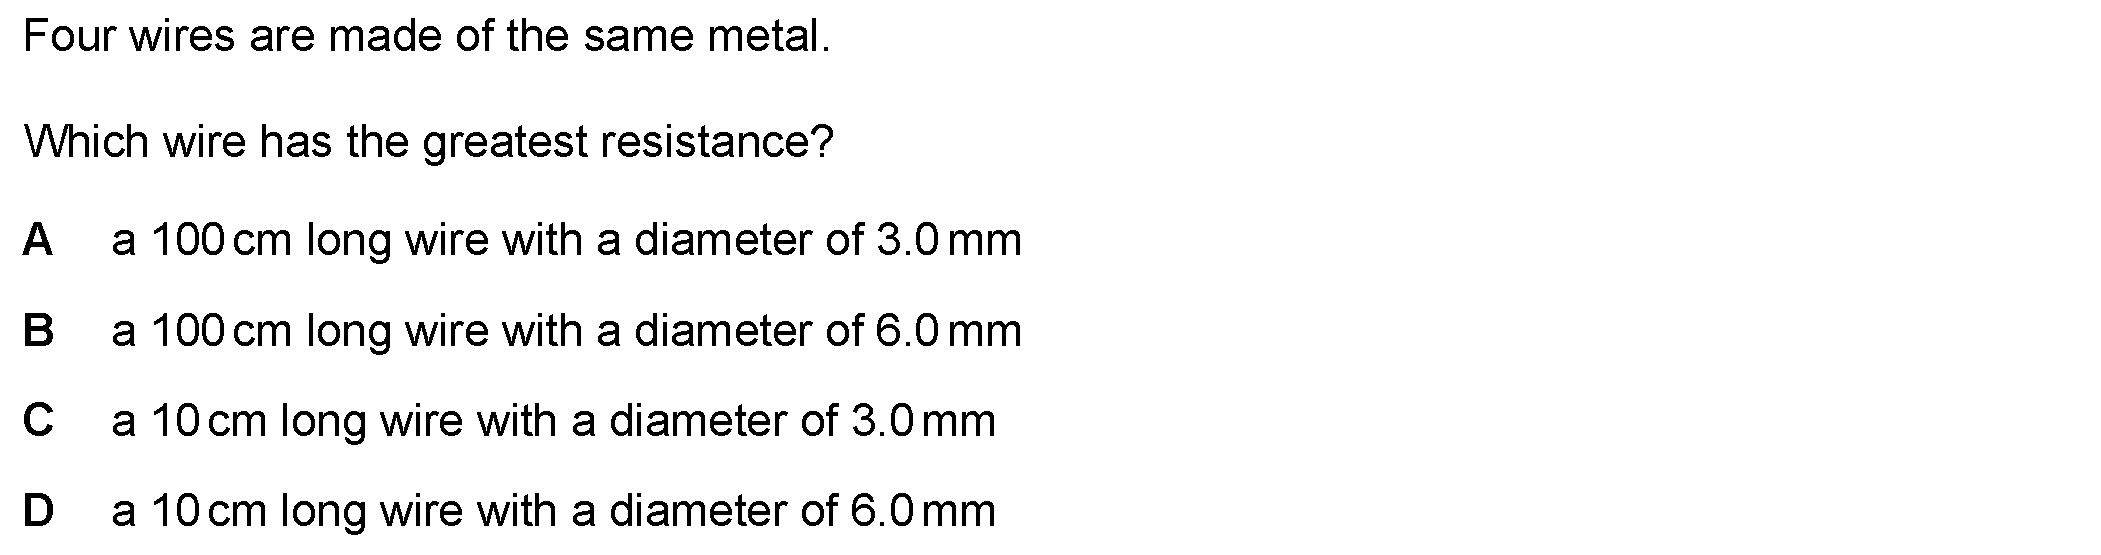 Four wires are made of the same metal.
Which wire has the greatest resistance?
A a 100 cm long wire with a diameter of 3.0 mm
B a 100 cm long wire with a diameter of 6.0 mm
C a 10 cm long wire with a diameter of 3.0 mm
D a 10 cm long wire with a diameter of 6.0 mm